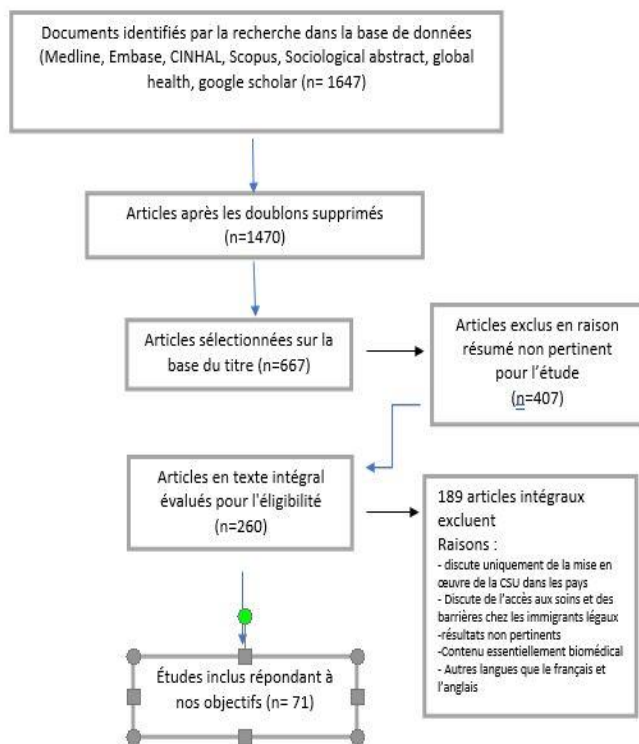 Documents identifiés par la recherche dans la base de données
(Medline, Embase, CINHAL, Scopus, Sociological abstract, global
health, google scholar (n= 1647)
Articles après les doublons supprimés
(n=1470)
Articles sélectionnées sur la
base du titre (n=667)
Articles exclus en raison
résumé non pertinent
pour l'étude
(n=407)
Articles en texte intégral
évalués pour l'éligibilité
(n=260)
189 articles intégraux
excluent
Raisons :
- discute uniquement de la mise en
œuvre de la CSU dans les pays
- Discute de l'accès aux soins et des
barrières chez les immigrants légaux
-résultats non pertinents
-Contenu essentiellement biomédical
- Autres langues que le français et
l'anglais
Études inclus répondant à
nos objectifs (n= 71)